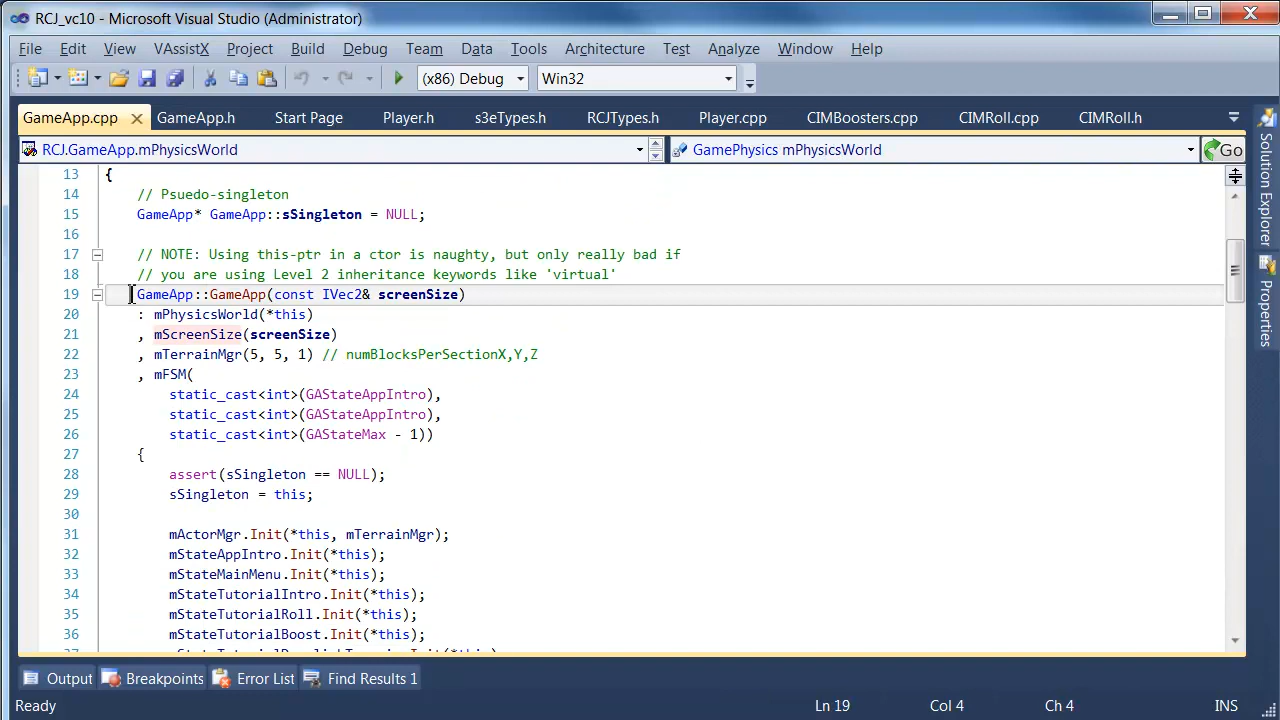 RCJ_vc10 - Microsoft Visual Studio (Administrator)
File Edit View VAssistX Project Build Debug Team Data Tools Architecture Test Analyze Window Help
(x86) Debug Win32
GameApp.cpp GameApp.h Start Page Player.h s3eTypes.h RCJTypes.h Player.cpp CIMBoosters.cpp CIMRoll.cpp CIMRoll.h
RCJ.GameApp.mPhysicsWorld GamePhysics mPhysicsWorld Go
13 {
14 // Psuedo-singleton
15 GameApp* GameApp::sSingleton = NULL;
16
17 // NOTE: Using this-ptr in a ctor is naughty, but only really bad if
18 // you are using Level 2 inheritance keywords like 'virtual'
19 GameApp::GameApp(const IVec2& screenSize)
20 : mPhysicsWorld(*this)
21 , mScreenSize(screenSize)
22 , mTerrainMgr(5, 5, 1) // numBlocksPerSectionX,Y,Z
23 , mFSM(
24 static_cast<int>(GAStateAppIntro),
25 static_cast<int>(GAStateAppIntro),
26 static_cast<int>(GAStateMax - 1))
27 {
28 assert(sSingleton == NULL);
29 sSingleton = this;
30
31 mActorMgr.Init(*this, mTerrainMgr);
32 mStateAppIntro.Init(*this);
33 mStateMainMenu.Init(*this);
34 mStateTutorialIntro.Init(*this);
35 mStateTutorialRoll.Init(*this);
36 mStateTutorialBoost.Init(*this);
Solution Explorer
Properties
Output Breakpoints Error List Find Results 1
Ready Ln 19 Col 4 Ch 4 INS